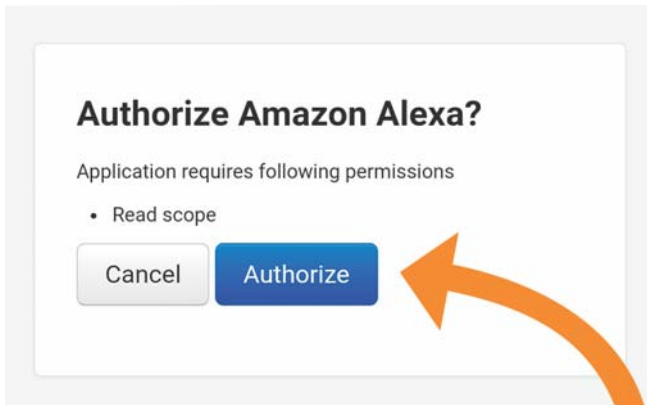 Authorize Amazon Alexa?
Application requires following permissions
• Read scope
Cancel Authorize